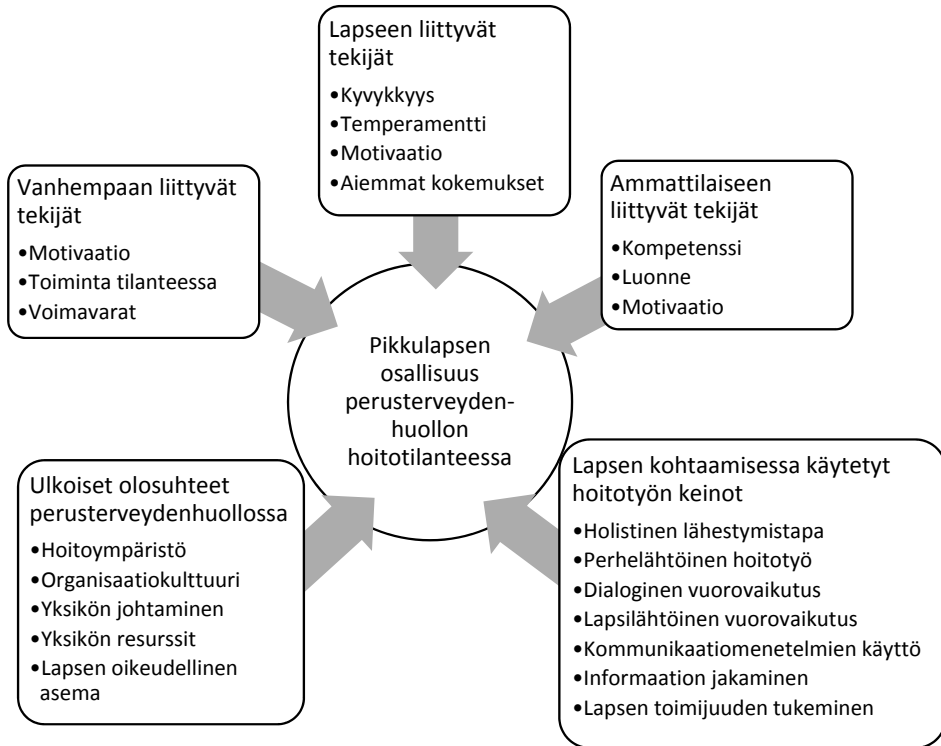 Lapseen liittyvät
tekijät
•Kyvykkyys
•Temperamentti
•Motivaatio
•Aiemmat kokemukset
Vanhempaan liittyvät
tekijät
•Motivaatio
•Toiminta tilanteessa
•Voimavarat
Ammattilaiseen
liittyvät tekijät
•Kompetenssi
•Luonne
•Motivaatio
Pikkulapsen
osallisuus
perusterveyden-
huollon
hoitotilanteessa
Ulkoiset olosuhteet
perusterveydenhuollossa
•Hoitoympäristö
•Organisaatiokulttuuri
•Yksikön johtaminen
•Yksikön resurssit
•Lapsen oikeudellinen
asema
Lapsen kohtaamisessa käytetyt
hoitotyön keinot
•Holistinen lähestymistapa
•Perhelähtöinen hoitotyö
•Dialoginen vuorovaikutus
•Lapsilähtöinen vuorovaikutus
•Kommunikaatiomenetelmien käyttö
•Informaation jakaminen
•Lapsen toimijuuden tukeminen